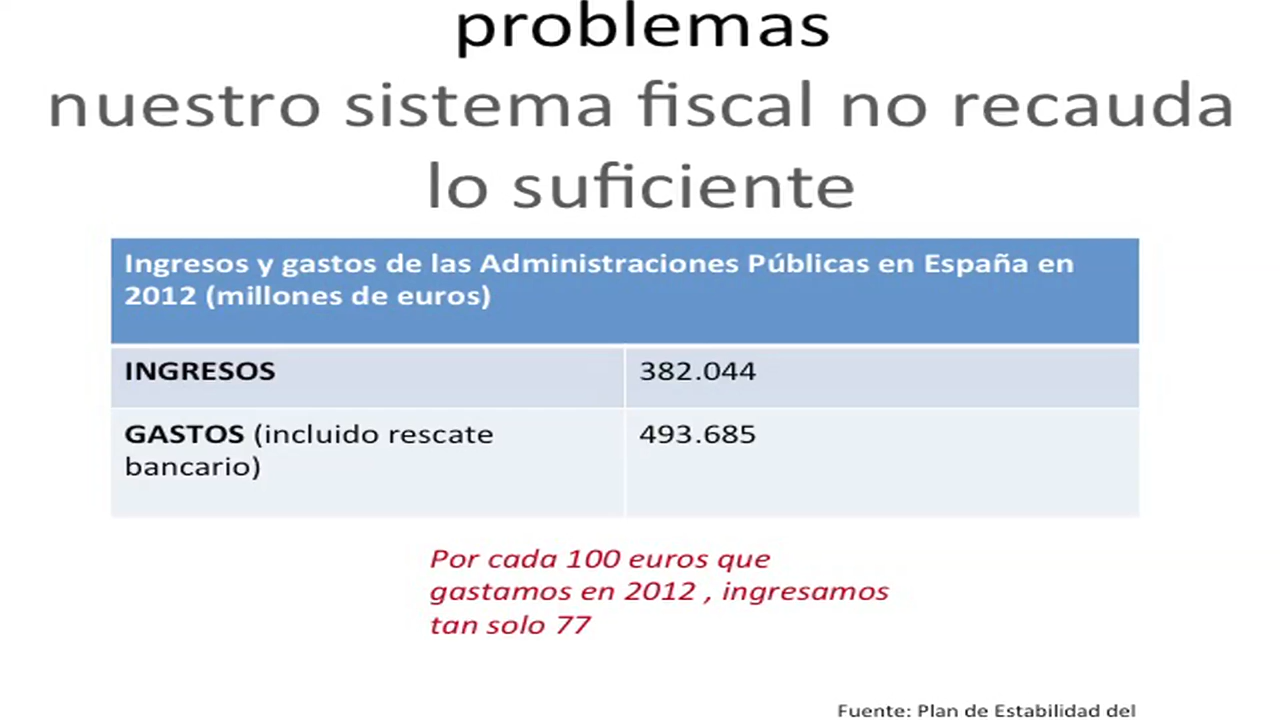 problemas
nuestro sistema fiscal no recauda
lo suficiente
Ingresos y gastos de las Administraciones Públicas en España en
2012 (millones de euros)
INGRESOS
382.044
GASTOS (incluido rescate
bancario)
493.685
Por cada 100 euros que
gastamos en 2012 , ingresamos
tan solo 77
Fuente: Plan de Estabilidad del